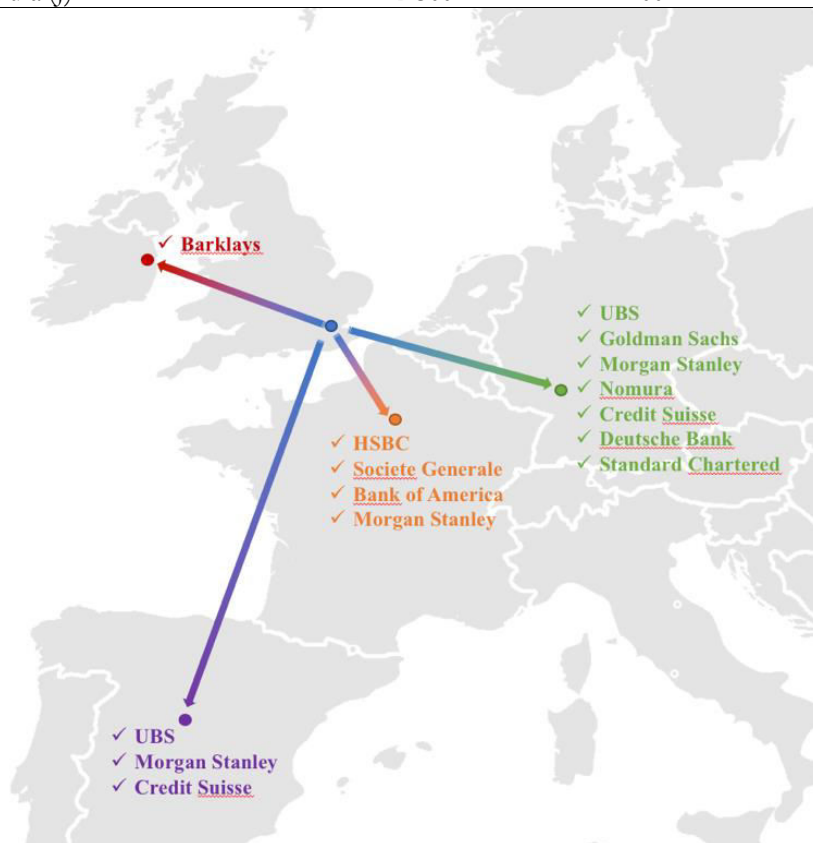 ✓ Barklays
✓ UBS
✓ Goldman Sachs
✓ Morgan Stanley
✓ Nomura
✓ Credit Suisse
✓ Deutsche Bank
✓ Standard Chartered
✓ HSBC
✓ Societe Generale
✓ Bank of America
✓ Morgan Stanley
✓ UBS
✓ Morgan Stanley
✓ Credit Suisse